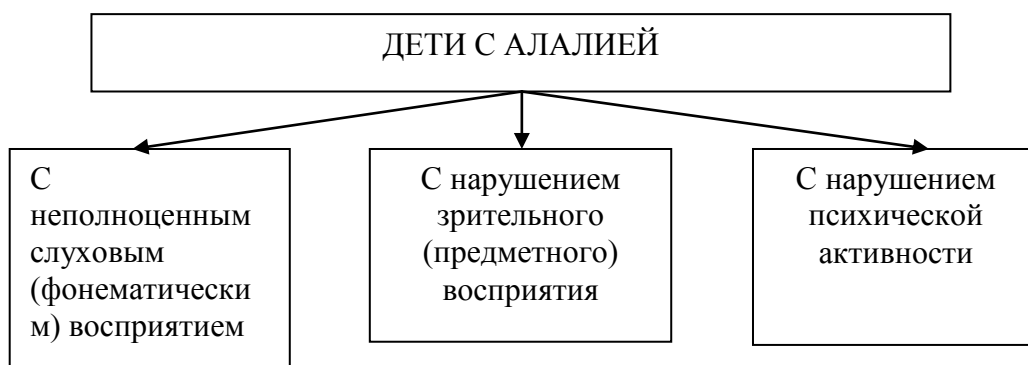 ДЕТИ С АЛАЛИЕЙ
С
неполноценным
слуховым
(фонематически
м) восприятием
С нарушением
зрительного
(предметного)
восприятия
С нарушением
психической
активности